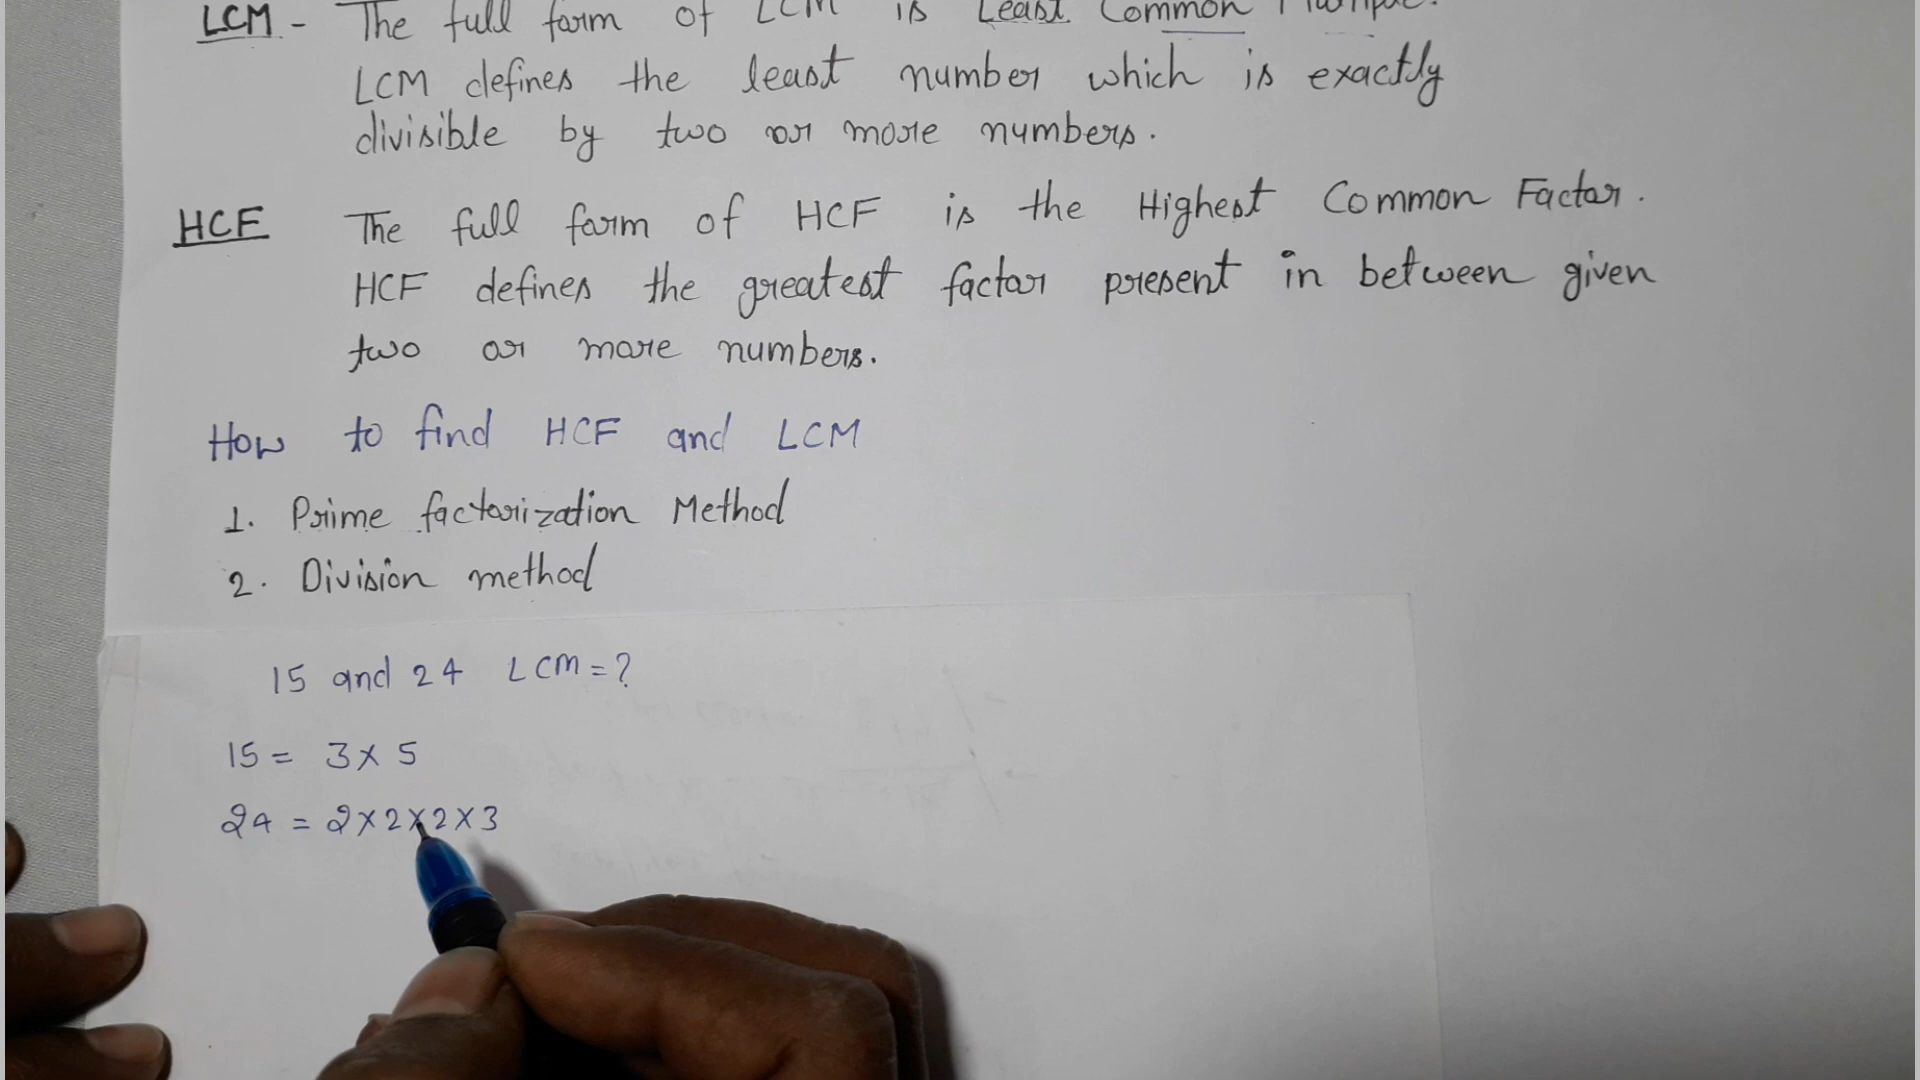 LCM - The full form of LCM is Least Common Multiple.
LCM defines the least number which is exactly
divisible by two or more numbers.
HCF The full form of HCF is the Highest Common Factor.
HCF defines the greatest factor present in between given
two or more numbers.
How to find HCF and LCM
1. Prime factorization Method
2. Division method
15 and 24 LCM = ?
15 = 3 × 5
24 = 2 × 2 × 2 × 3